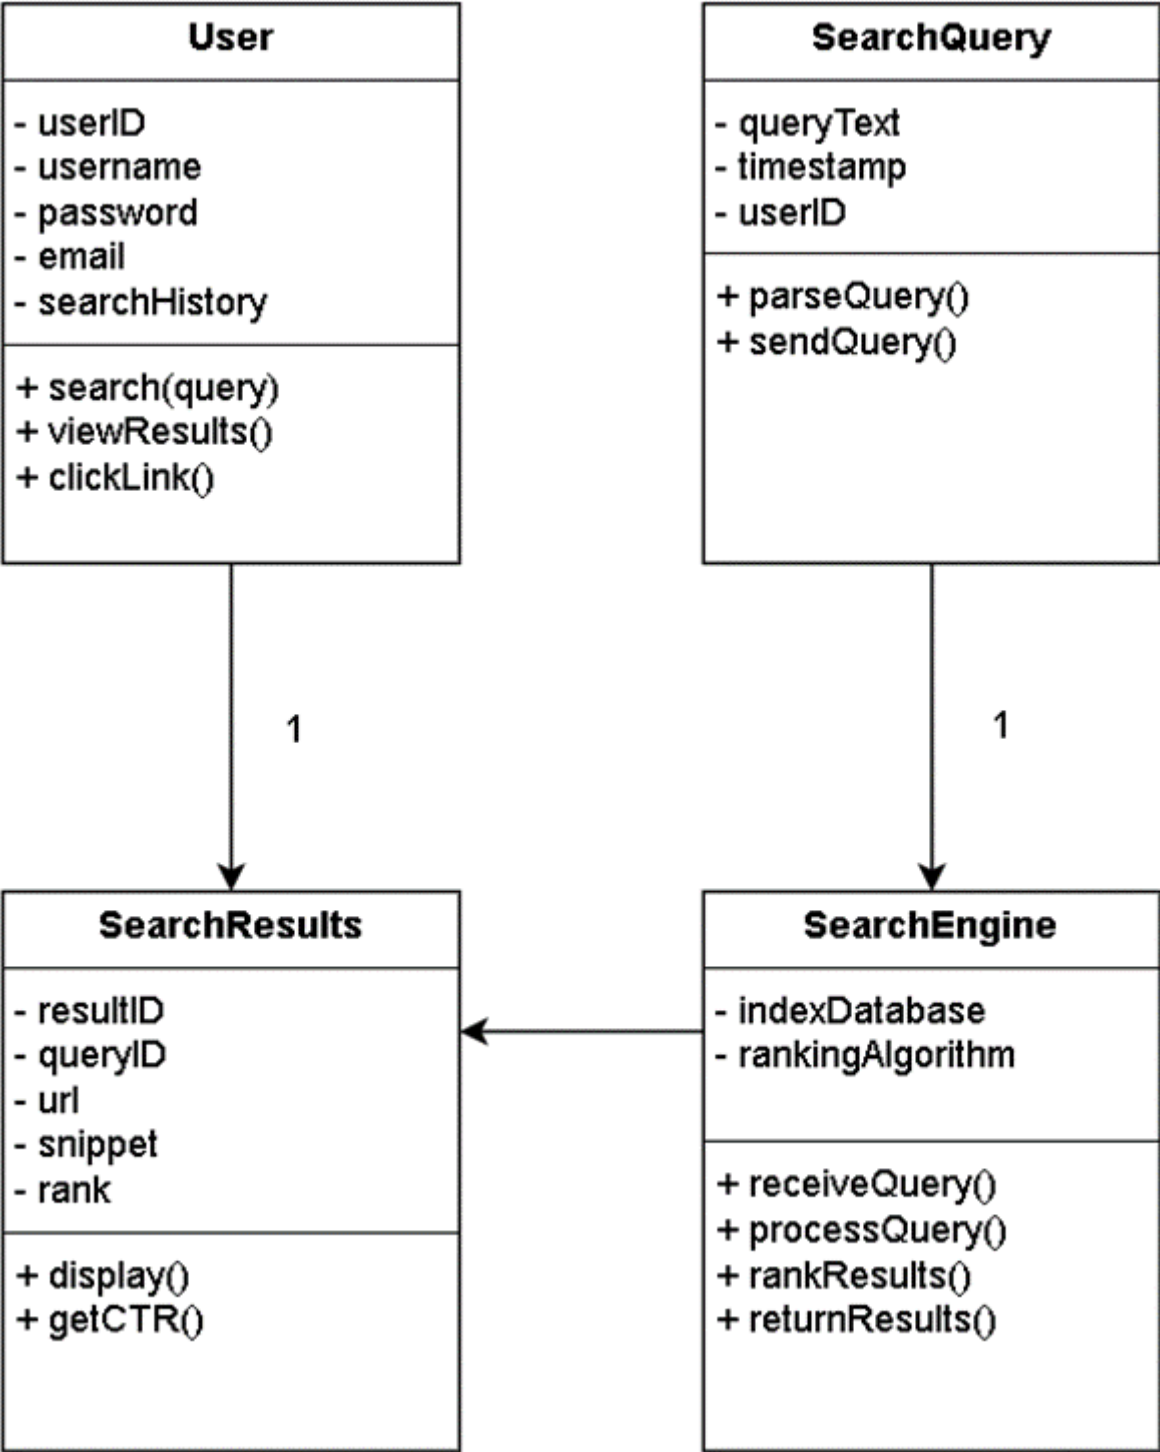 User
- userID
- username
- password
- email
- searchHistory
+ search(query)
+ viewResults()
+ clickLink()
SearchQuery
- queryText
- timestamp
- userID
+ parseQuery()
+ sendQuery()
1
1
SearchResults
- resultID
- queryID
- url
- snippet
- rank
+ display()
+ getCTR()
SearchEngine
- indexDatabase
- rankingAlgorithm
+ receiveQuery()
+ processQuery()
+ rankResults()
+ returnResults()